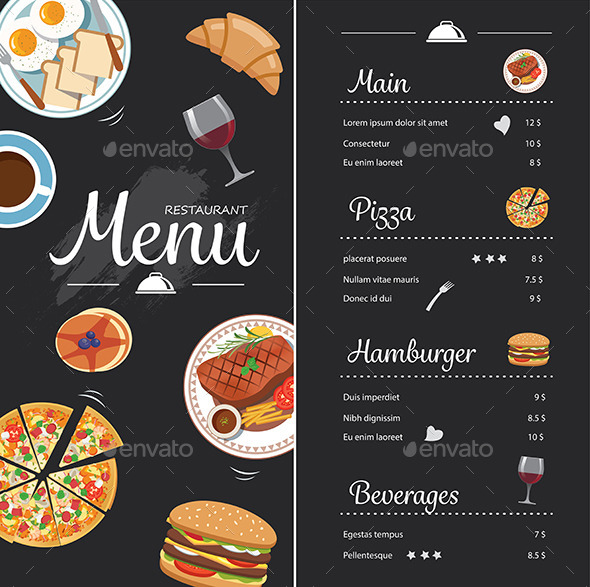 RESTAURANT
Menu
Main
Lorem ipsum dolor sit amet 12 $
Consectetur 10 $
Eu enim laoreet 8 $
Pizza
placerat posuere 8 $
Nullam vitae mauris 7.5 $
Donec id dui 9 $
Hamburger
Duis imperdiet 9 $
Nibh dignissim 8.5 $
Eu enim laoreet 10 $
Beverages
Egestas tempus 7 $
Pellentesque 8.5 $
envato
envato
envato
envato